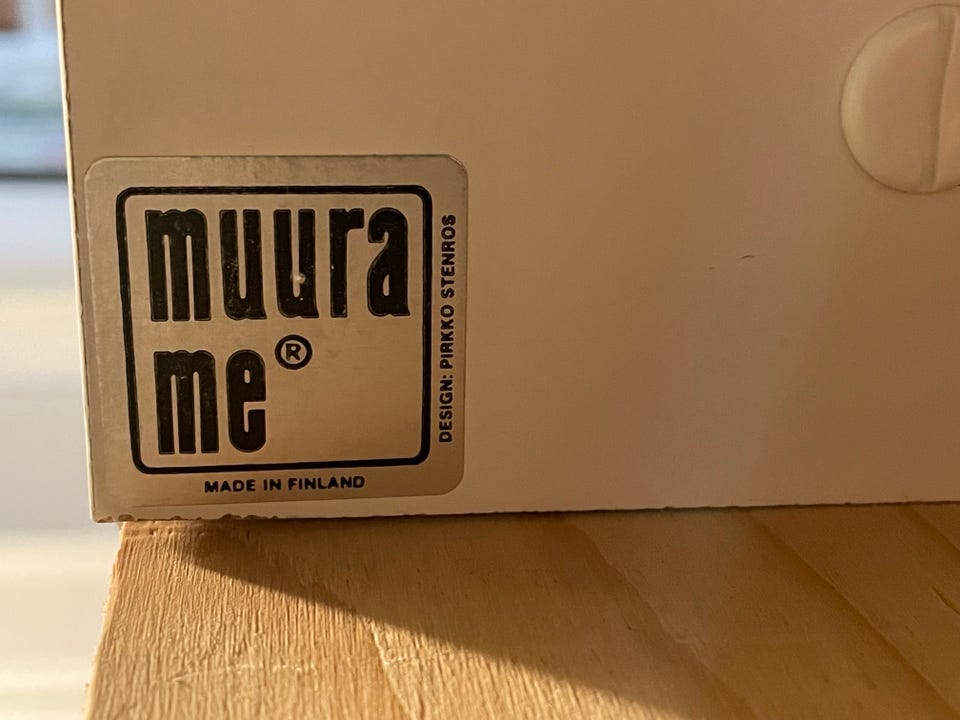 muura
me®
DESIGN: PIRKKO STENROS
MADE IN FINLAND